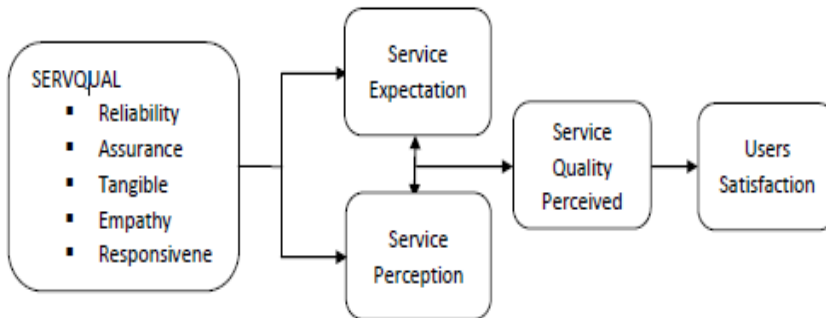 SERVQUAL
▪ Reliability
▪ Assurance
▪ Tangible
▪ Empathy
▪ Responsivene
Service
Expectation
Service
Perception
Service
Quality
Perceived
Users
Satisfaction